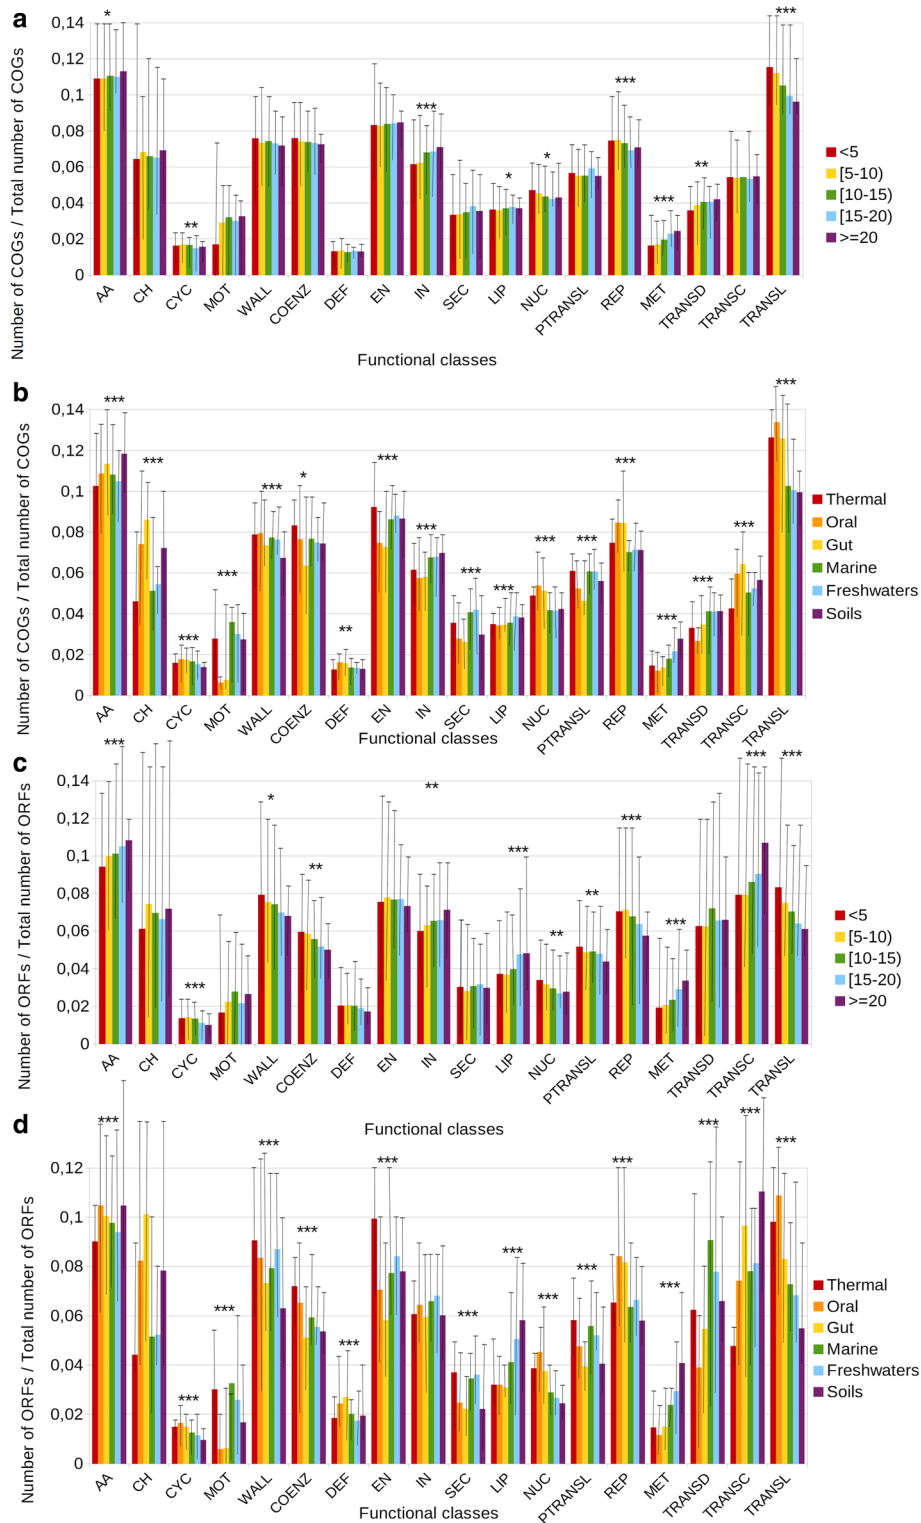 a
0,14
0,12
0,1
0,08
0,06
0,04
0,02
0
Number of COGs / Total number of COGs
* ** *** * * *** *** ** ***
AA CH CYC MOT WALL COENZ DEF EN IN SEC LIP NUC PTRANSL REP MET TRANSD TRANSC TRANSL
Functional classes
<5
[5-10)
[10-15)
[15-20)
>=20
b
0,14
0,12
0,1
0,08
0,06
0,04
0,02
0
Number of COGs / Total number of COGs
*** *** *** *** *** * ** *** *** *** *** *** *** *** *** *** *** ***
AA CH CYC MOT WALL COENZ DEF EN IN SEC LIP NUC PTRANSL REP MET TRANSD TRANSC TRANSL
Functional classes
Thermal
Oral
Gut
Marine
Freshwaters
Soils
c
0,14
0,12
0,1
0,08
0,06
0,04
0,02
0
Number of ORFs / Total number of ORFs
*** *** * ** ** *** ** ** *** *** *** ***
AA CH CYC MOT WALL COENZ DEF EN IN SEC LIP NUC PTRANSL REP MET TRANSD TRANSC TRANSL
Functional classes
<5
[5-10)
[10-15)
[15-20)
>=20
d
0,12
0,1
0,08
0,06
0,04
0,02
0
Number of ORFs / Total number of ORFs
*** *** *** *** *** *** *** *** *** *** *** *** *** *** *** ***
AA CH CYC MOT WALL COENZ DEF EN IN SEC LIP NUC PTRANSL REP MET TRANSD TRANSC TRANSL
Functional classes
Thermal
Oral
Gut
Marine
Freshwaters
Soils